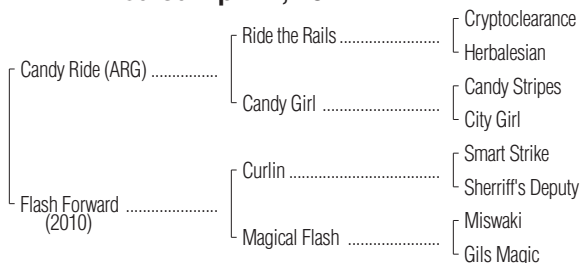 Cryptoclearance
Ride the Rails
Herbalesian
Candy Ride (ARG)
Candy Stripes
Candy Girl
City Girl
Smart Strike
Curlin
Sherriff's Deputy
Flash Forward
(2010)
Miswaki
Magical Flash
Gils Magic